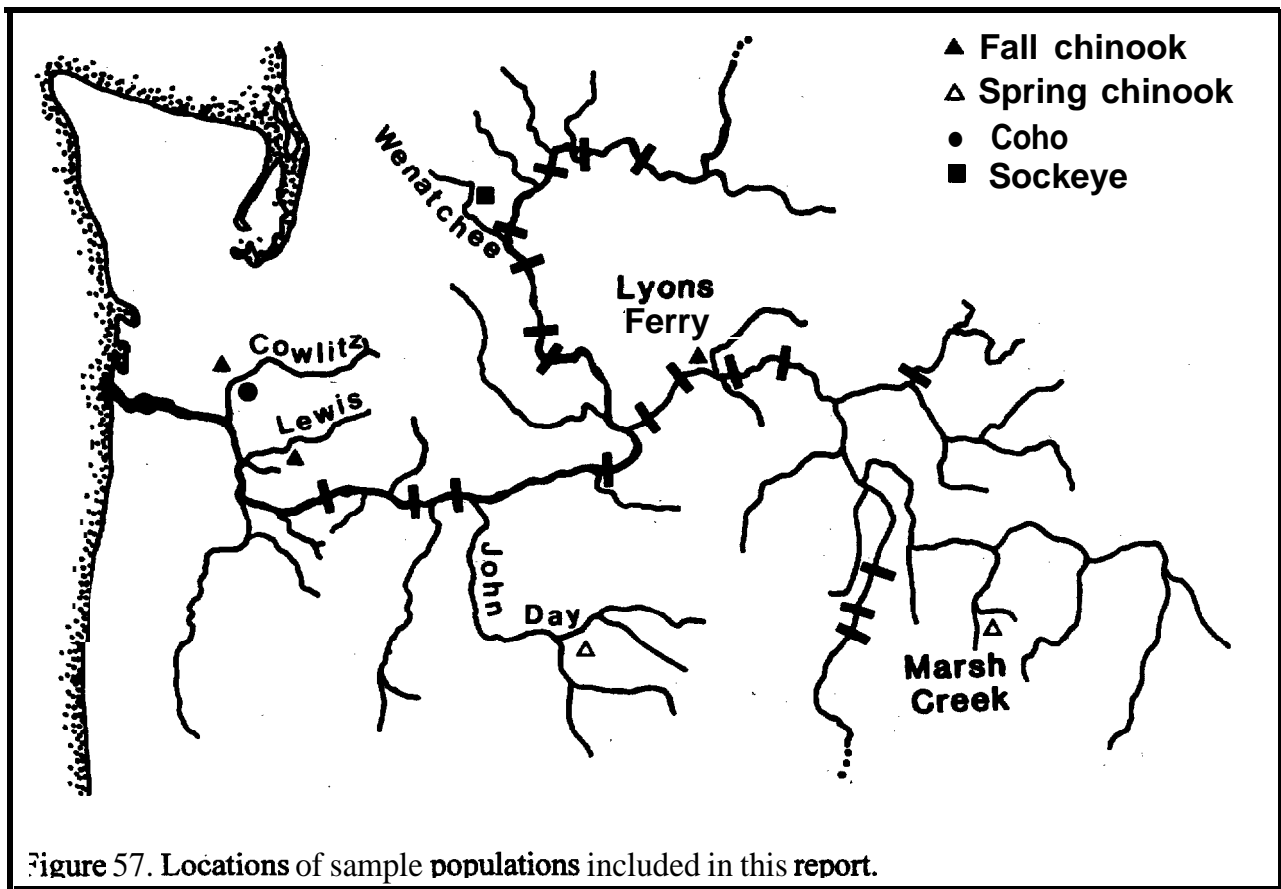 Fall chinook
Spring chinook
Coho
Sockeye
Wenatchee
Lyons
Ferry
Cowlitz
Lewis
John
Day
Marsh
Creek
Figure 57. Locations of sample populations included in this report.